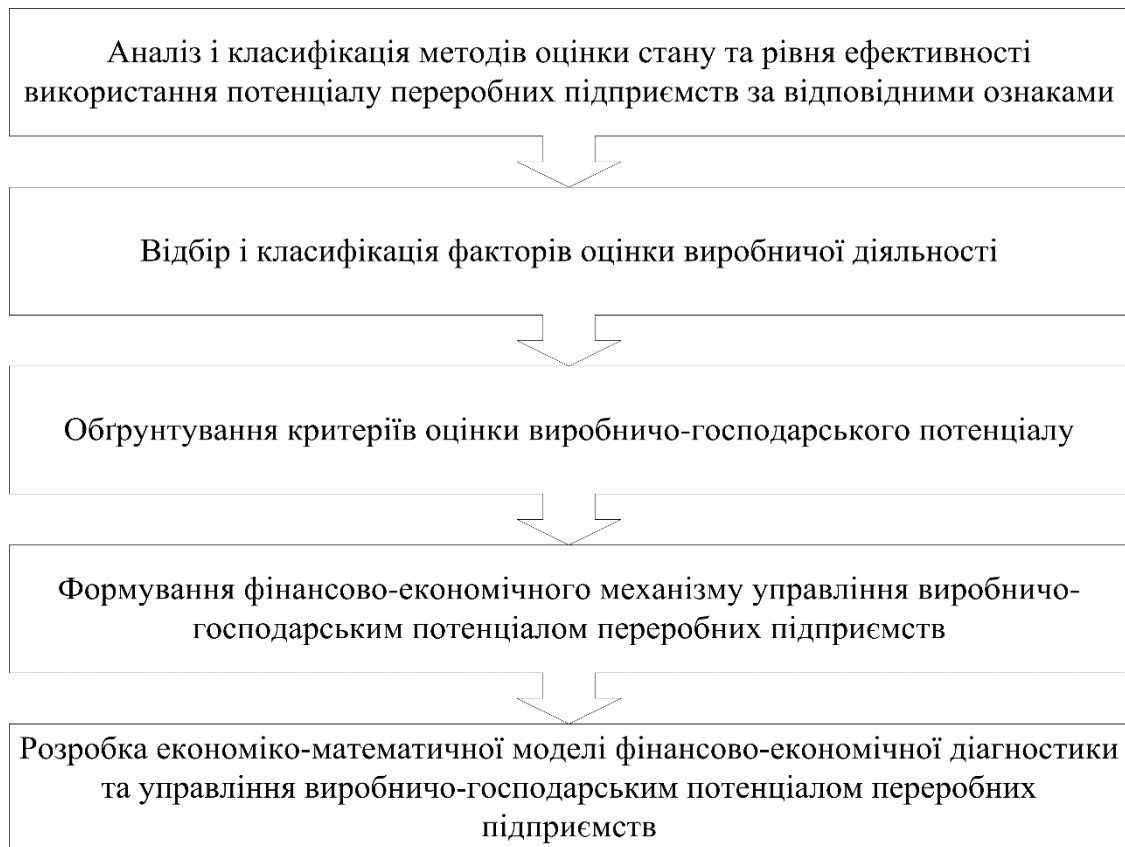 Аналіз і класифікація методів оцінки стану та рівня ефективності
використання потенціалу переробних підприємств за відповідними ознаками
Відбір і класифікація факторів оцінки виробничої діяльності
Обґрунтування критеріїв оцінки виробничо-господарського потенціалу
Формування фінансово-економічного механізму управління виробничо-
господарським потенціалом переробних підприємств
Розробка економіко-математичної моделі фінансово-економічної діагностики
та управління виробничо-господарським потенціалом переробних
підприємств